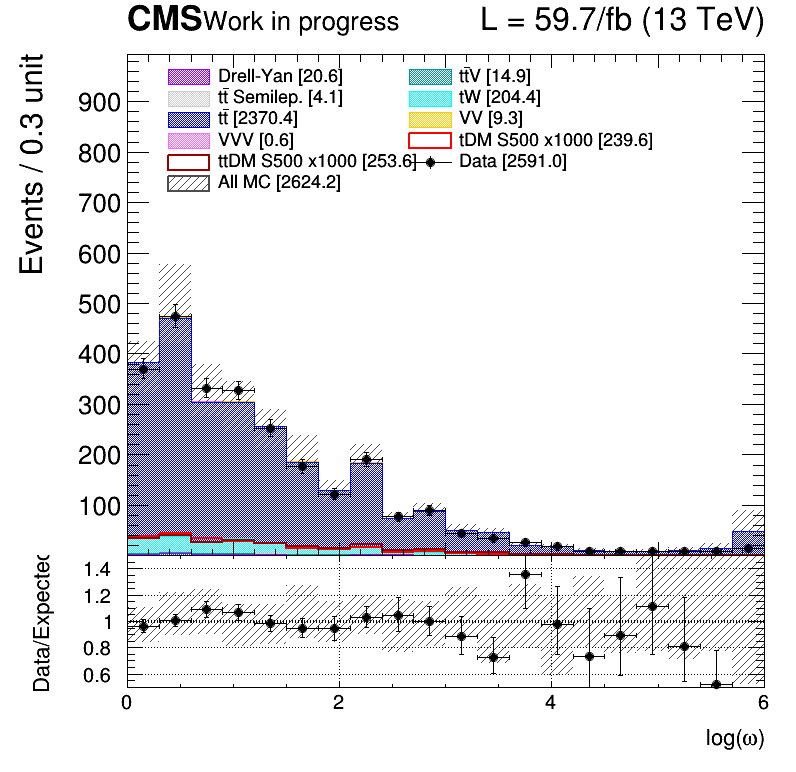 CMS Work in progress L = 59.7/fb (13 TeV)
Drell-Yan [20.6] tt̄V [14.9]
tt̄ Semilep. [4.1] tW [204.4]
tt̄ [2370.4] VV [9.3]
VVV [0.6] tDM S500 x1000 [239.6]
ttDM S500 x1000 [253.6] Data [2591.0]
All MC [2624.2]
Events / 0.3 unit
900
800
700
600
500
400
300
200
100
Data/Expected
1.4
1.2
1
0.8
0.6
0 2 4 6
log(ω)